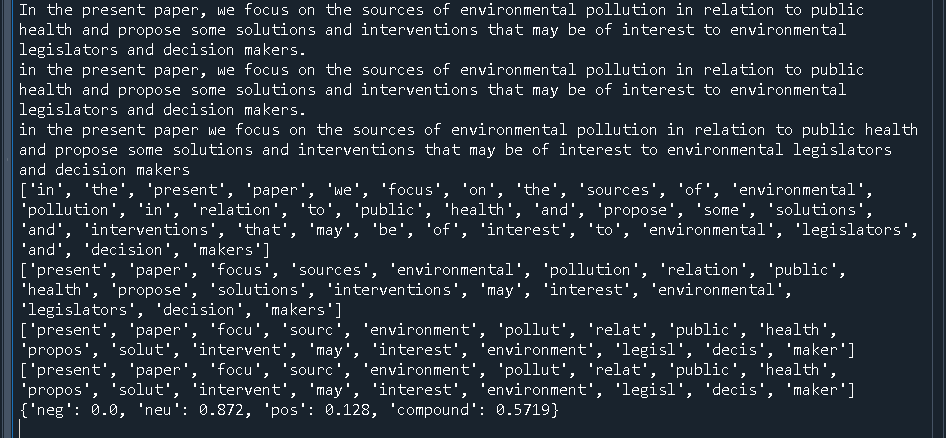 In the present paper, we focus on the sources of environmental pollution in relation to public
health and propose some solutions and interventions that may be of interest to environmental
legislators and decision makers.
in the present paper, we focus on the sources of environmental pollution in relation to public
health and propose some solutions and interventions that may be of interest to environmental
legislators and decision makers.
in the present paper we focus on the sources of environmental pollution in relation to public health
and propose some solutions and interventions that may be of interest to environmental legislators
and decision makers
['in', 'the', 'present', 'paper', 'we', 'focus', 'on', 'the', 'sources', 'of', 'environmental',
'pollution', 'in', 'relation', 'to', 'public', 'health', 'and', 'propose', 'some', 'solutions',
'and', 'interventions', 'that', 'may', 'be', 'of', 'interest', 'to', 'environmental', 'legislators',
'and', 'decision', 'makers']
['present', 'paper', 'focus', 'sources', 'environmental', 'pollution', 'relation', 'public',
'health', 'propose', 'solutions', 'interventions', 'may', 'interest', 'environmental',
'legislators', 'decision', 'makers']
['present', 'paper', 'focu', 'sourc', 'environment', 'pollut', 'relat', 'public', 'health',
'propos', 'solut', 'intervent', 'may', 'interest', 'environment', 'legisl', 'decis', 'maker']
['present', 'paper', 'focu', 'sourc', 'environment', 'pollut', 'relat', 'public', 'health',
'propos', 'solut', 'intervent', 'may', 'interest', 'environment', 'legisl', 'decis', 'maker']
{'neg': 0.0, 'neu': 0.872, 'pos': 0.128, 'compound': 0.5719}